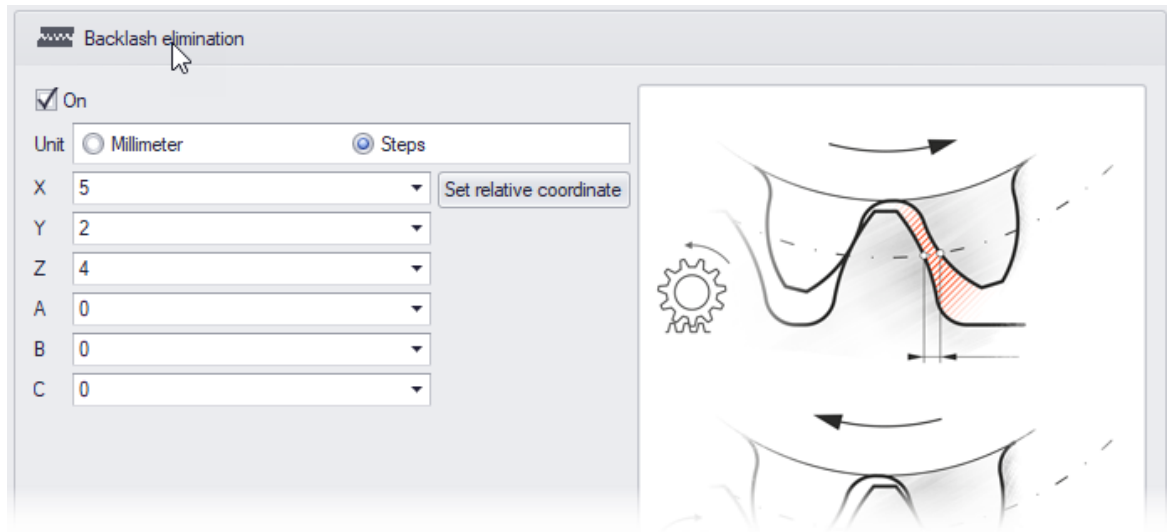 Backlash elimination
On
Unit Millimeter Steps
X 5 Set relative coordinate
Y 2
Z 4
A 0
B 0
C 0